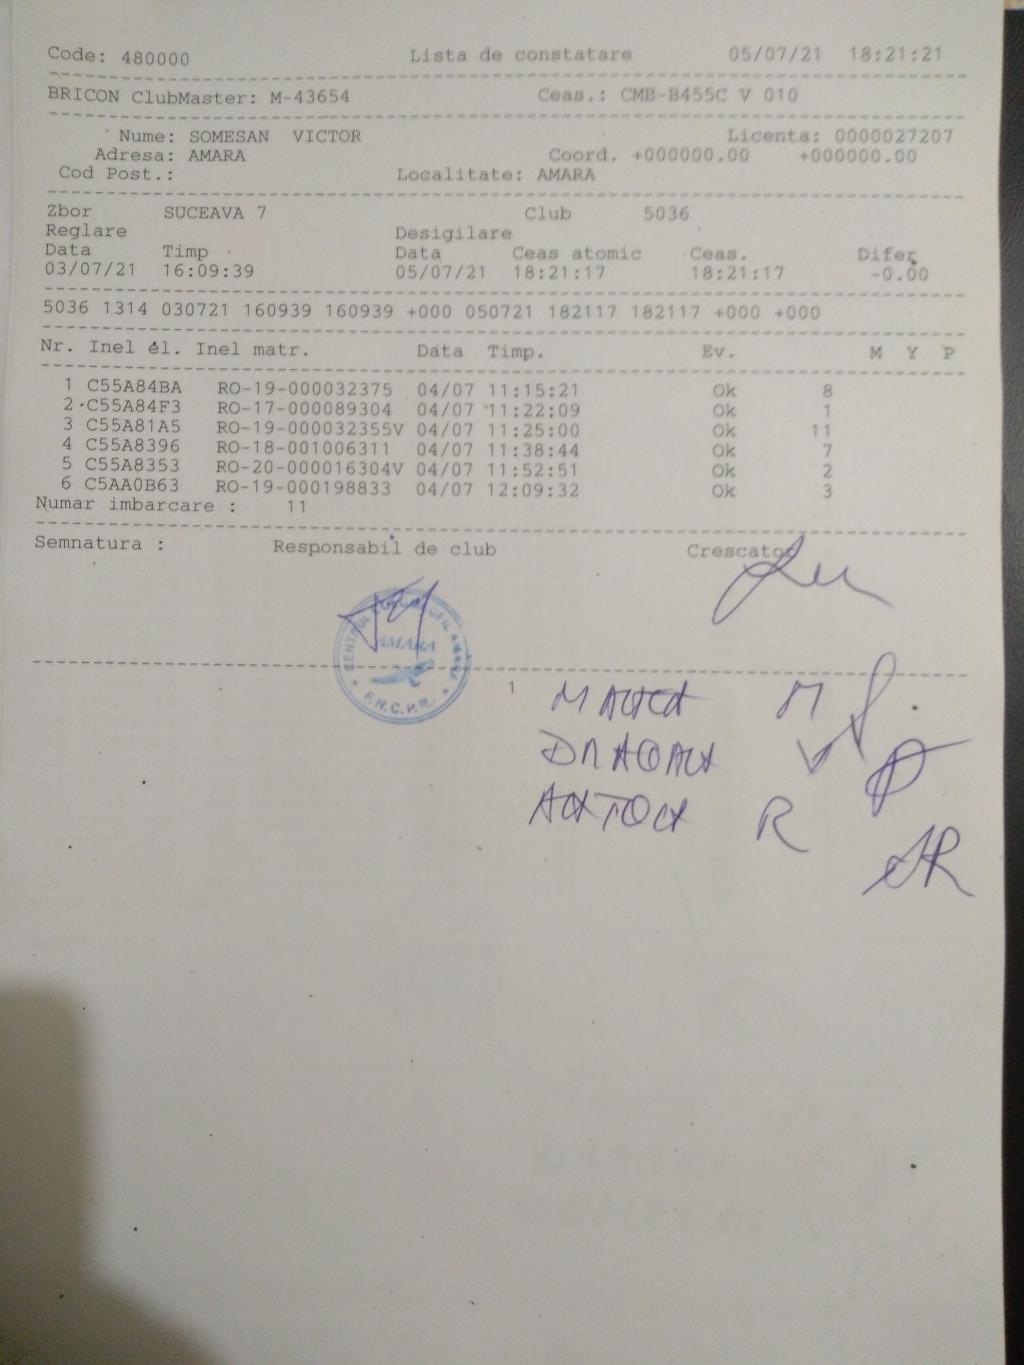 Code: 480000 Lista de constatare 05/07/21 18:21:21
BRICON ClubMaster: M-43654 Ceas.: CMB-B455C V 010
Nume: SOMESAN VICTOR Licenta: 0000027207
Adresa: AMARA Coord. +000000.00 +000000.00
Cod Post.: Localitate: AMARA
Zbor SUCEAVA 7 Club 5036
Reglare Desigilare
Data Timp Data Ceas atomic Ceas. Difer
03/07/21 16:09:39 05/07/21 18:21:17 18:21:17 -0.00
5036 1314 030721 160939 160939 +000 050721 182117 182117 +000 +000
Nr. Inel el. Inel matr. Data Timp. Ev. M Y P
1 C55A84BA RO-19-000032375 04/07 11:15:21 Ok 8
2 C55A84F3 RO-17-000089304 04/07 11:22:09 Ok 1
3 C55A81A5 RO-19-000032355V 04/07 11:25:00 Ok 11
4 C55A8396 RO-18-001006311 04/07 11:38:44 Ok 7
5 C55A8353 RO-20-000016304V 04/07 11:52:51 Ok 2
6 C5AA0B63 RO-19-000198833 04/07 12:09:32 Ok 3
Numar imbarcare : 11
Semnatura : Responsabil de club Crescator
AMARA
F.N.C.P.R.
1
M
V
ANTON R